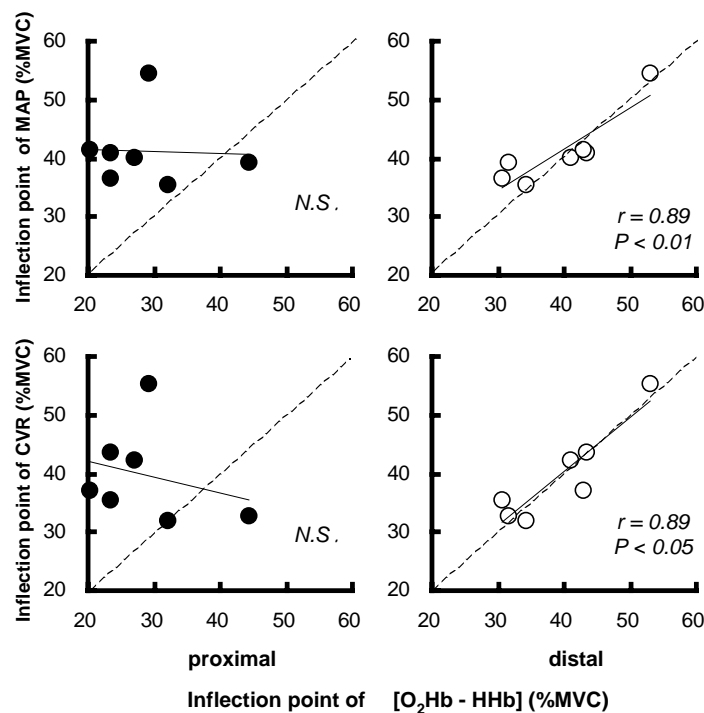 Inflection point of MAP (%MVC)
60
50
40
30
20
N.S.
20 30 40 50 60
60
50
40
30
20
r = 0.89
P < 0.01
20 30 40 50 60
Inflection point of CVR (%MVC)
60
50
40
30
20
N.S.
20 30 40 50 60
proximal
60
50
40
30
20
r = 0.89
P < 0.05
20 30 40 50 60
distal
Inflection point of [O₂Hb - HHb] (%MVC)